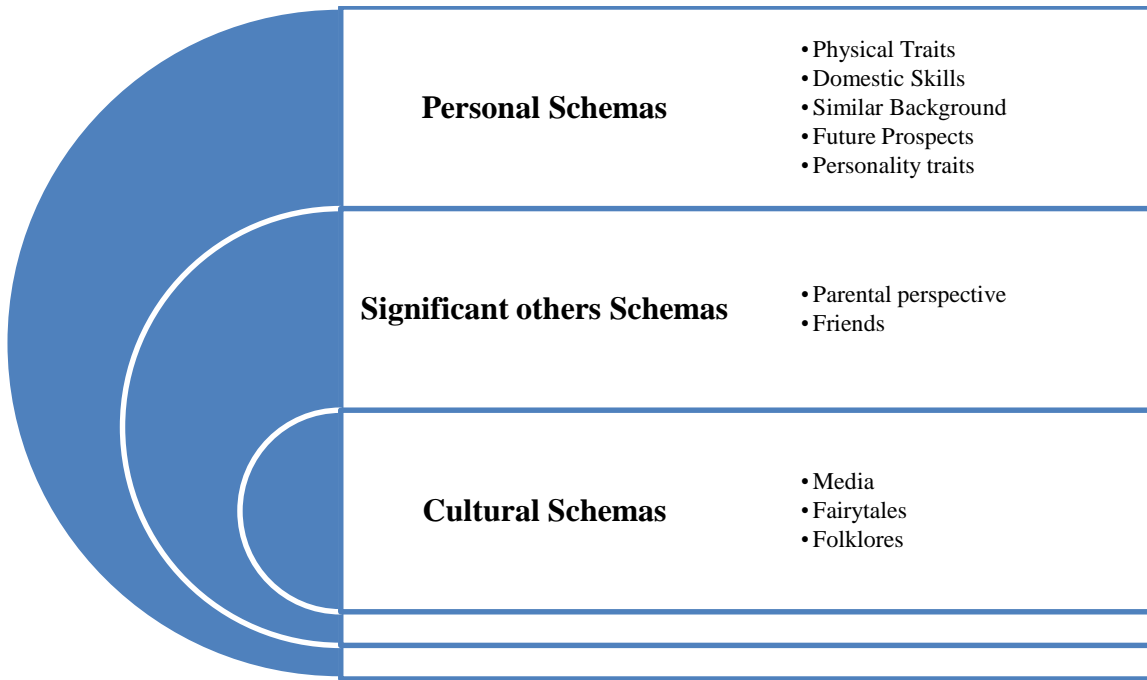 Personal Schemas
• Physical Traits
• Domestic Skills
• Similar Background
• Future Prospects
• Personality traits
Significant others Schemas
• Parental perspective
• Friends
Cultural Schemas
• Media
• Fairytales
• Folklores